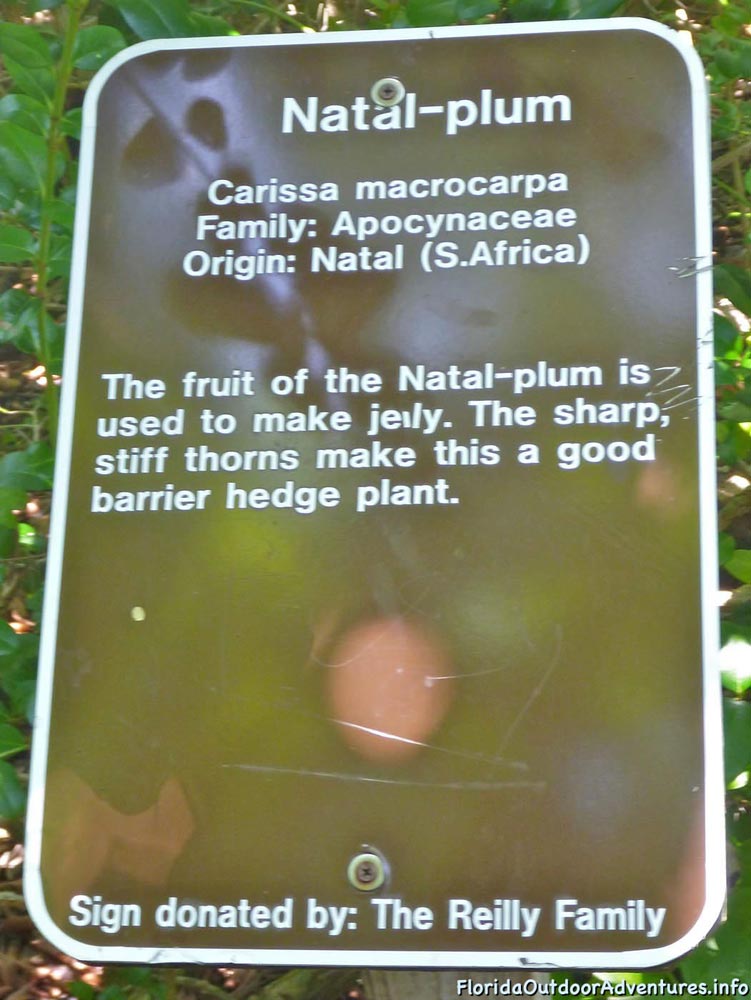 Natal-plum
Carissa macrocarpa
Family: Apocynaceae
Origin: Natal (S.Africa)
The fruit of the Natal-plum is
used to make jelly. The sharp,
stiff thorns make this a good
barrier hedge plant.
Sign donated by: The Reilly Family
FloridaOutdoorAdventures.info